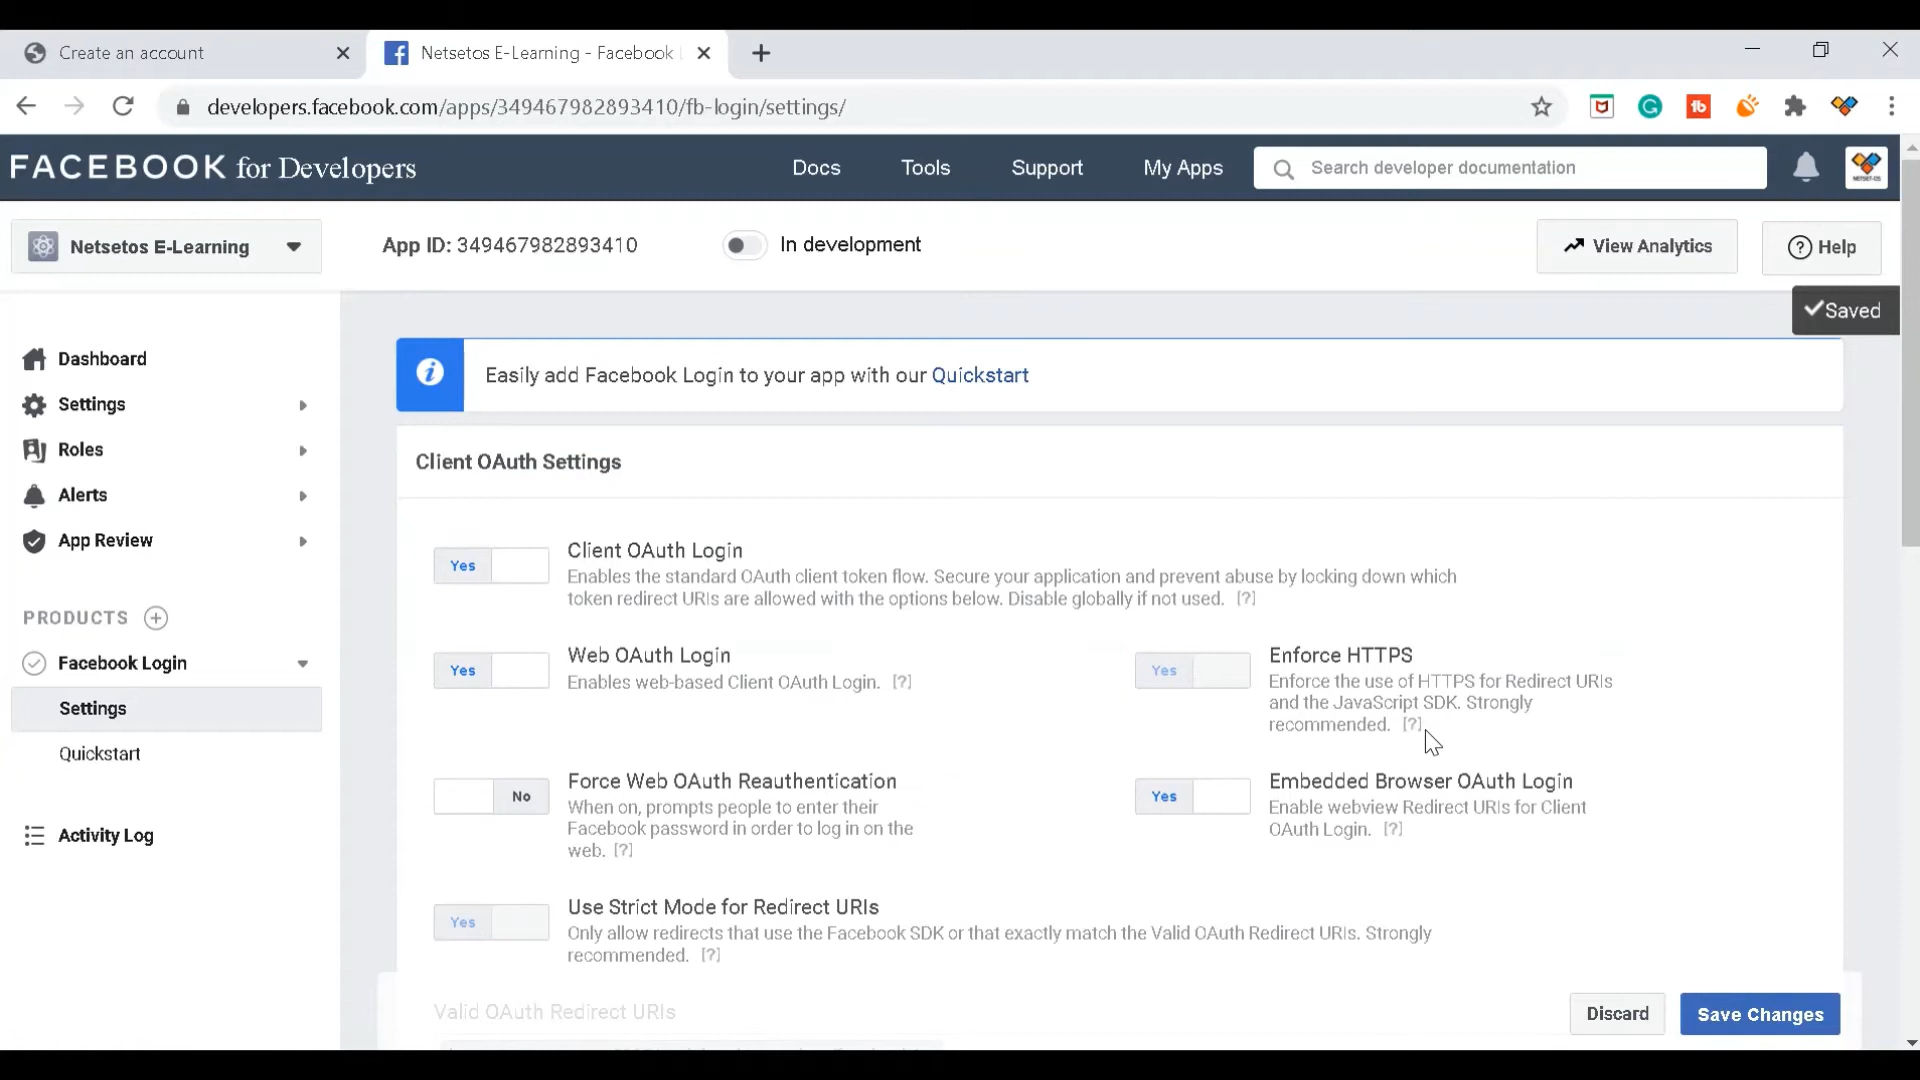 Create an account
Netsetos E-Learning - Facebook
developers.facebook.com/apps/349467982893410/fb-login/settings/
FACEBOOK for Developers
Docs
Tools
Support
My Apps
Search developer documentation
Netsetos E-Learning
App ID: 349467982893410
In development
View Analytics
Help
Saved
Dashboard
Settings
Roles
Alerts
App Review
PRODUCTS
Facebook Login
Settings
Quickstart
Activity Log
Easily add Facebook Login to your app with our Quickstart
Client OAuth Settings
Yes
Client OAuth Login
Enables the standard OAuth client token flow. Secure your application and prevent abuse by locking down which
token redirect URIs are allowed with the options below. Disable globally if not used. [?]
Yes
Web OAuth Login
Enables web-based Client OAuth Login. [?]
Yes
Enforce HTTPS
Enforce the use of HTTPS for Redirect URIs
and the JavaScript SDK. Strongly
recommended. [?]
No
Force Web OAuth Reauthentication
When on, prompts people to enter their
Facebook password in order to log in on the
web. [?]
Yes
Embedded Browser OAuth Login
Enable webview Redirect URIs for Client
OAuth Login. [?]
Yes
Use Strict Mode for Redirect URIs
Only allow redirects that use the Facebook SDK or that exactly match the Valid OAuth Redirect URIs. Strongly
recommended. [?]
Valid OAuth Redirect URIs
Discard
Save Changes